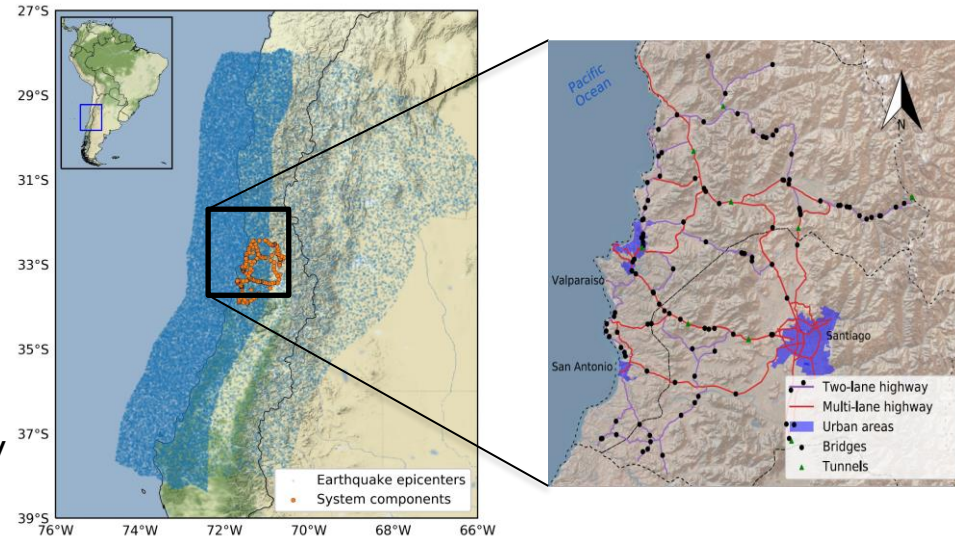 27°S
29°S
31°S
33°S
35°S
37°S
39°S
76°W
74°W
72°W
70°W
68°W
66°W
Earthquake epicenters
System components
Pacific
Ocean
N
Valparaiso
Santiago
San Antonio
Two-lane highway
Multi-lane highway
Urban areas
Bridges
Tunnels